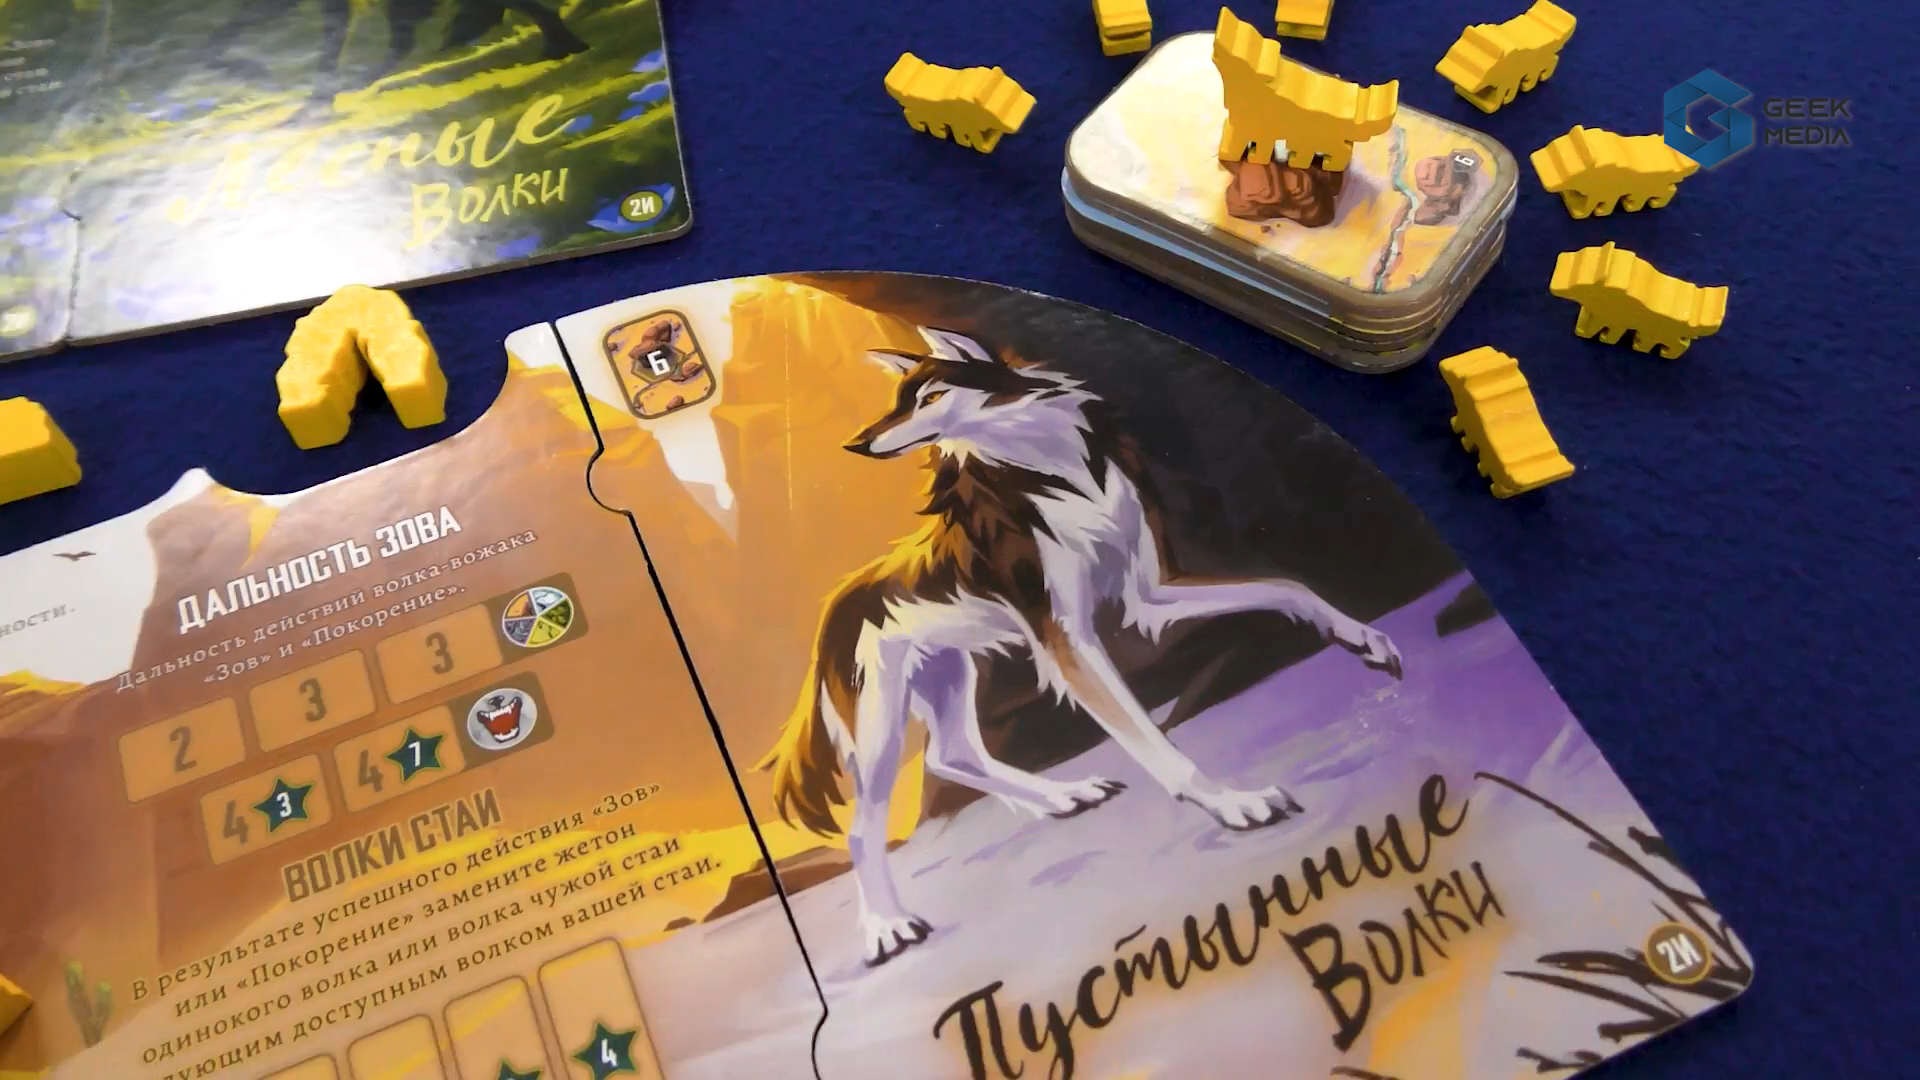 GEEK
MEDIA
Лесные
Волки
2И
6
6
ности.
ДАЛЬНОСТЬ ЗОВА
Дальность действий волка-вожака
«Зов» и «Покорение».
2 3 3
4 3 4 7
ВОЛКИ СТАИ
В результате успешного действия «Зов»
или «Покорение» замените жетон
одинокого волка или волка чужой стаи
дующим доступным волком вашей стаи.
4
Пустынные
Волки
2И